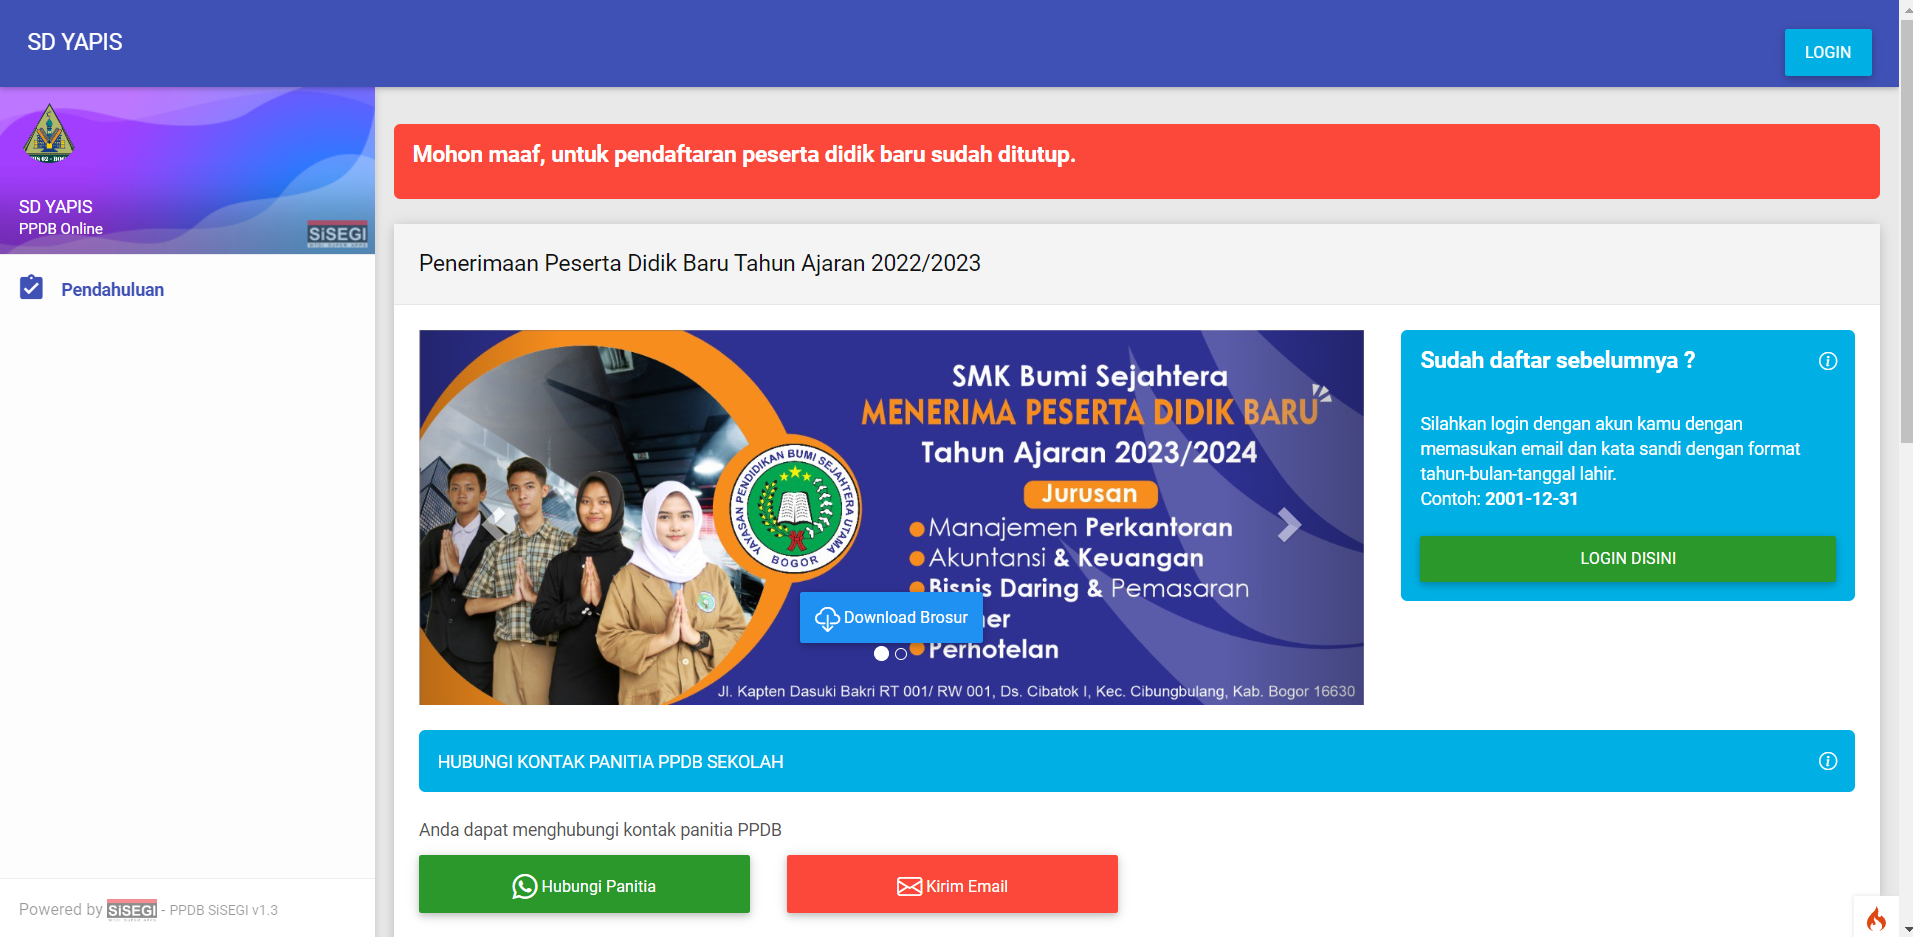 SD YAPIS
LOGIN
SD YAPIS
PPDB Online
SiSEGI
Pendahuluan
Mohon maaf, untuk pendaftaran peserta didik baru sudah ditutup.
Penerimaan Peserta Didik Baru Tahun Ajaran 2022/2023
SMK Bumi Sejahtera
MENERIMA PESERTA DIDIK BARU
Tahun Ajaran 2023/2024
Jurusan
Manajemen Perkantoran
Akuntansi & Keuangan
Bisnis Daring & Pemasaran
Perhotelan
YAYASAN PENDIDIKAN BUMI SEJAHTERA UTAMA
BOGOR
Download Brosur
Jl. Kapten Dasuki Bakri RT 001/ RW 001, Ds. Cibatok I, Kec. Cibungbulang, Kab. Bogor 16630
Sudah daftar sebelumnya ?
Silahkan login dengan akun kamu dengan
memasukan email dan kata sandi dengan format
tahun-bulan-tanggal lahir.
Contoh: 2001-12-31
LOGIN DISINI
HUBUNGI KONTAK PANITIA PPDB SEKOLAH
Anda dapat menghubungi kontak panitia PPDB
Hubungi Panitia
Kirim Email
Powered by SiSEGI - PPDB SiSEGI v1.3